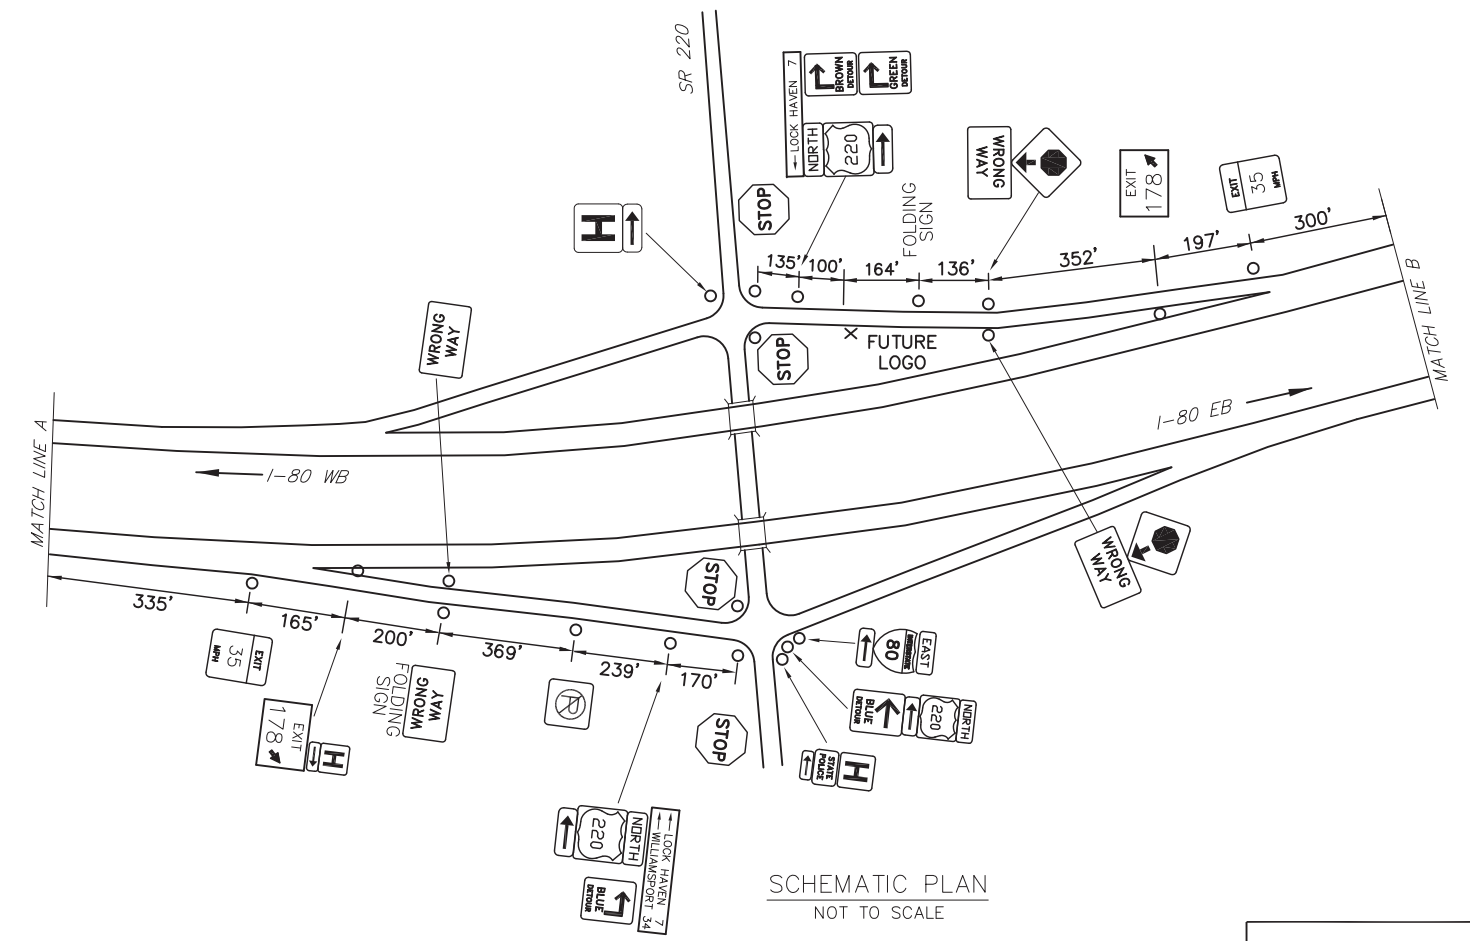 SR 220
← LOCK HAVEN 7
BROWN
DETOUR
GREEN
DETOUR
NORTH
220
STOP
H
FOLDING
SIGN
WRONG
WAY
EXIT
178
EXIT
35
MPH
135'
100'
164'
136'
352'
197'
300'
STOP
FUTURE
LOGO
WRONG
WAY
MATCH LINE A
MATCH LINE B
I-80 WB
I-80 EB
WRONG
WAY
STOP
335'
165'
200'
369'
239'
170'
EXIT
35
MPH
EXIT
178
H
FOLDING
SIGN
WRONG
WAY
STOP
EAST
80
NORTH
220
BLUE
DETOUR
H
STATE
POLICE
← LOCK HAVEN 7
← WILLIAMSPORT 34
NORTH
220
BLUE
DETOUR
SCHEMATIC PLAN
NOT TO SCALE